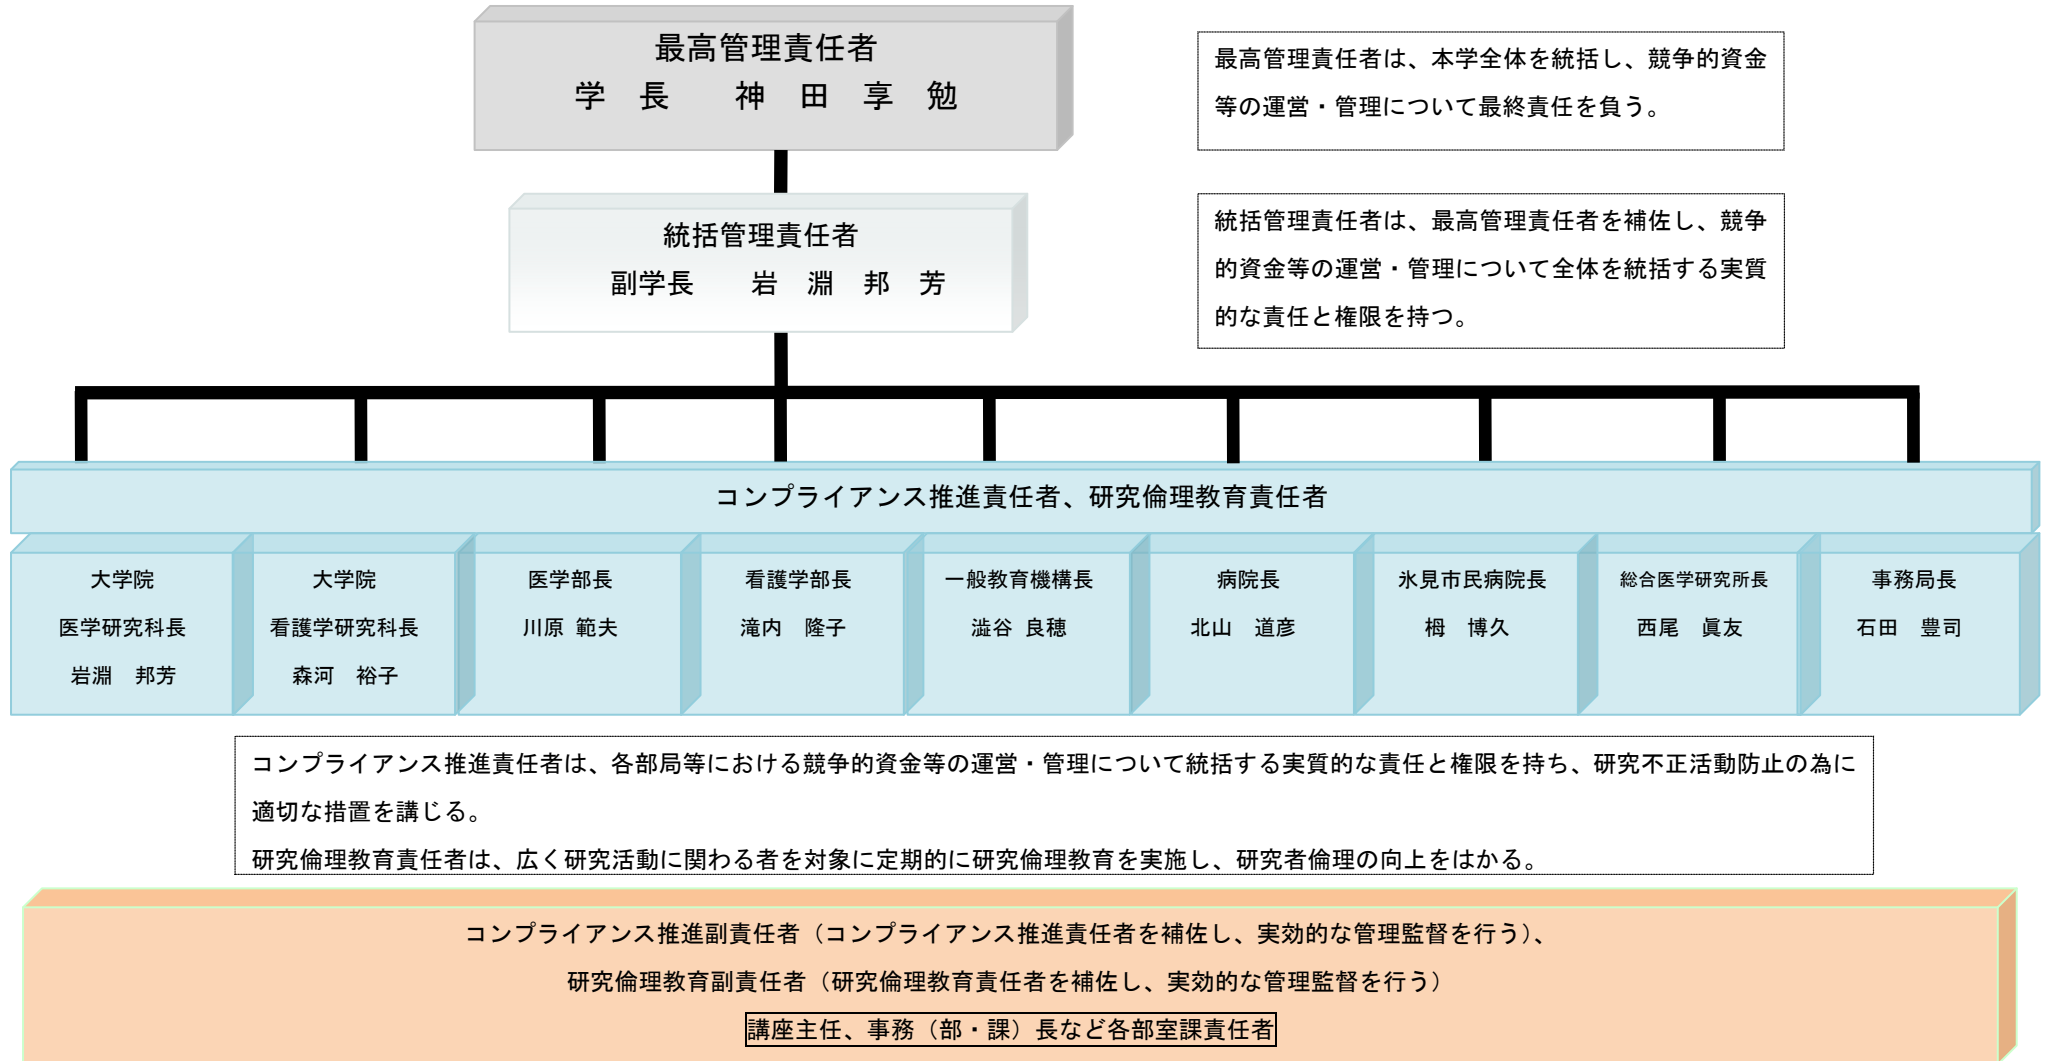 最高管理責任者
学　長　　神　田　享　勉
最高管理責任者は、本学全体を統括し、競争的資金
等の運営・管理について最終責任を負う。
統括管理責任者
副学長　　岩　淵　邦　芳
統括管理責任者は、最高管理責任者を補佐し、競争
的資金等の運営・管理について全体を統括する実質
的な責任と権限を持つ。
コンプライアンス推進責任者、研究倫理教育責任者
大学院
医学研究科長
岩淵　邦芳
大学院
看護学研究科長
森河　裕子
医学部長
川原 範夫
看護学部長
滝内　隆子
一般教育機構長
澁谷 良穂
病院長
北山　道彦
氷見市民病院長
栂　博久
総合医学研究所長
西尾　眞友
事務局長
石田　豊司
コンプライアンス推進責任者は、各部局等における競争的資金等の運営・管理について統括する実質的な責任と権限を持ち、研究不正活動防止の為に
適切な措置を講じる。
研究倫理教育責任者は、広く研究活動に関わる者を対象に定期的に研究倫理教育を実施し、研究者倫理の向上をはかる。
コンプライアンス推進副責任者（コンプライアンス推進責任者を補佐し、実効的な管理監督を行う）、
研究倫理教育副責任者（研究倫理教育責任者を補佐し、実効的な管理監督を行う）
講座主任、事務（部・課）長など各部室課責任者